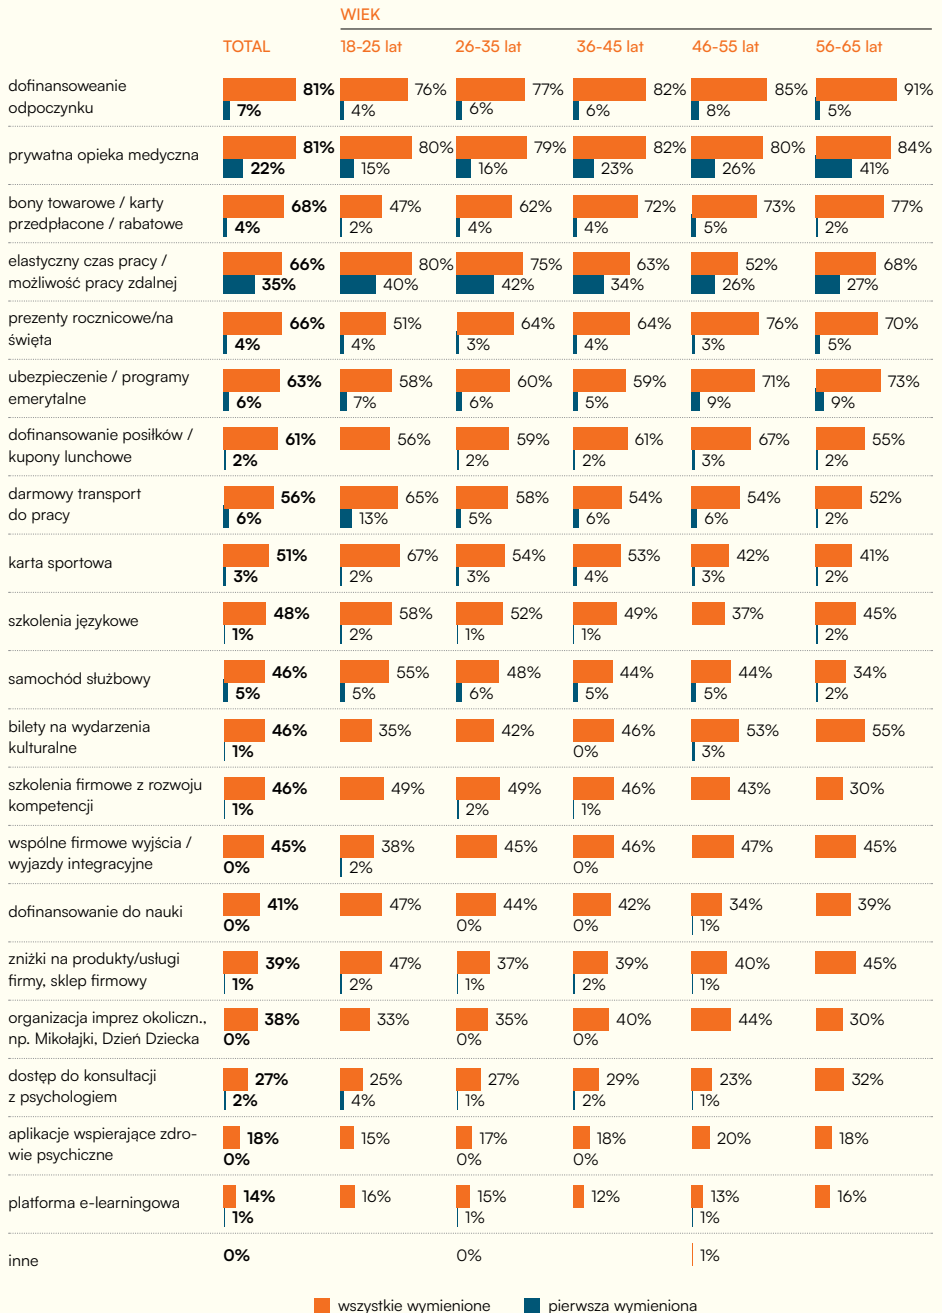 WIEK
TOTAL 18-25 lat 26-35 lat 36-45 lat 46-55 lat 56-65 lat
dofinansoweanie
odpoczynku
81% 76% 77% 82% 85% 91%
7% 4% 6% 6% 8% 5%
prywatna opieka medyczna
81% 80% 79% 82% 80% 84%
22% 15% 16% 23% 26% 41%
bony towarowe / karty
przedpłacone / rabatowe
68% 47% 62% 72% 73% 77%
4% 2% 4% 4% 5% 2%
elastyczny czas pracy /
możliwość pracy zdalnej
66% 80% 75% 63% 52% 68%
35% 40% 42% 34% 26% 27%
prezenty rocznicowe/na
święta
66% 51% 64% 64% 76% 70%
4% 4% 3% 4% 3% 5%
ubezpieczenie / programy
emerytalne
63% 58% 60% 59% 71% 73%
6% 7% 6% 5% 9% 9%
dofinansowanie posiłków /
kupony lunchowe
61% 56% 59% 61% 67% 55%
2% 2% 2% 3% 2%
darmowy transport
do pracy
56% 65% 58% 54% 54% 52%
6% 13% 5% 6% 6% 2%
karta sportowa
51% 67% 54% 53% 42% 41%
3% 2% 3% 4% 3% 2%
szkolenia językowe
48% 58% 52% 49% 37% 45%
1% 2% 1% 1% 2%
samochód służbowy
46% 55% 48% 44% 44% 34%
5% 5% 6% 5% 5% 2%
bilety na wydarzenia
kulturalne
46% 35% 42% 46% 53% 55%
1% 0% 3%
szkolenia firmowe z rozwoju
kompetencji
46% 49% 49% 46% 43% 30%
1% 2% 1%
wspólne firmowe wyjścia /
wyjazdy integracyjne
45% 38% 45% 46% 47% 45%
0% 2% 0%
dofinansowanie do nauki
41% 47% 44% 42% 34% 39%
0% 0% 0% 1%
zniżki na produkty/usługi
firmy, sklep firmowy
39% 47% 37% 39% 40% 45%
1% 2% 1% 2% 1%
organizacja imprez okoliczn.,
np. Mikołajki, Dzień Dziecka
38% 33% 35% 40% 44% 30%
0% 0% 0%
dostęp do konsultacji
z psychologiem
27% 25% 27% 29% 23% 32%
2% 4% 1% 2% 1%
aplikacje wspierające zdro-
wie psychiczne
18% 15% 17% 18% 20% 18%
0% 0% 0%
platforma e-learningowa
14% 16% 15% 12% 13% 16%
1% 1% 1%
inne
0% 0% 1%
wszystkie wymienione pierwsza wymieniona